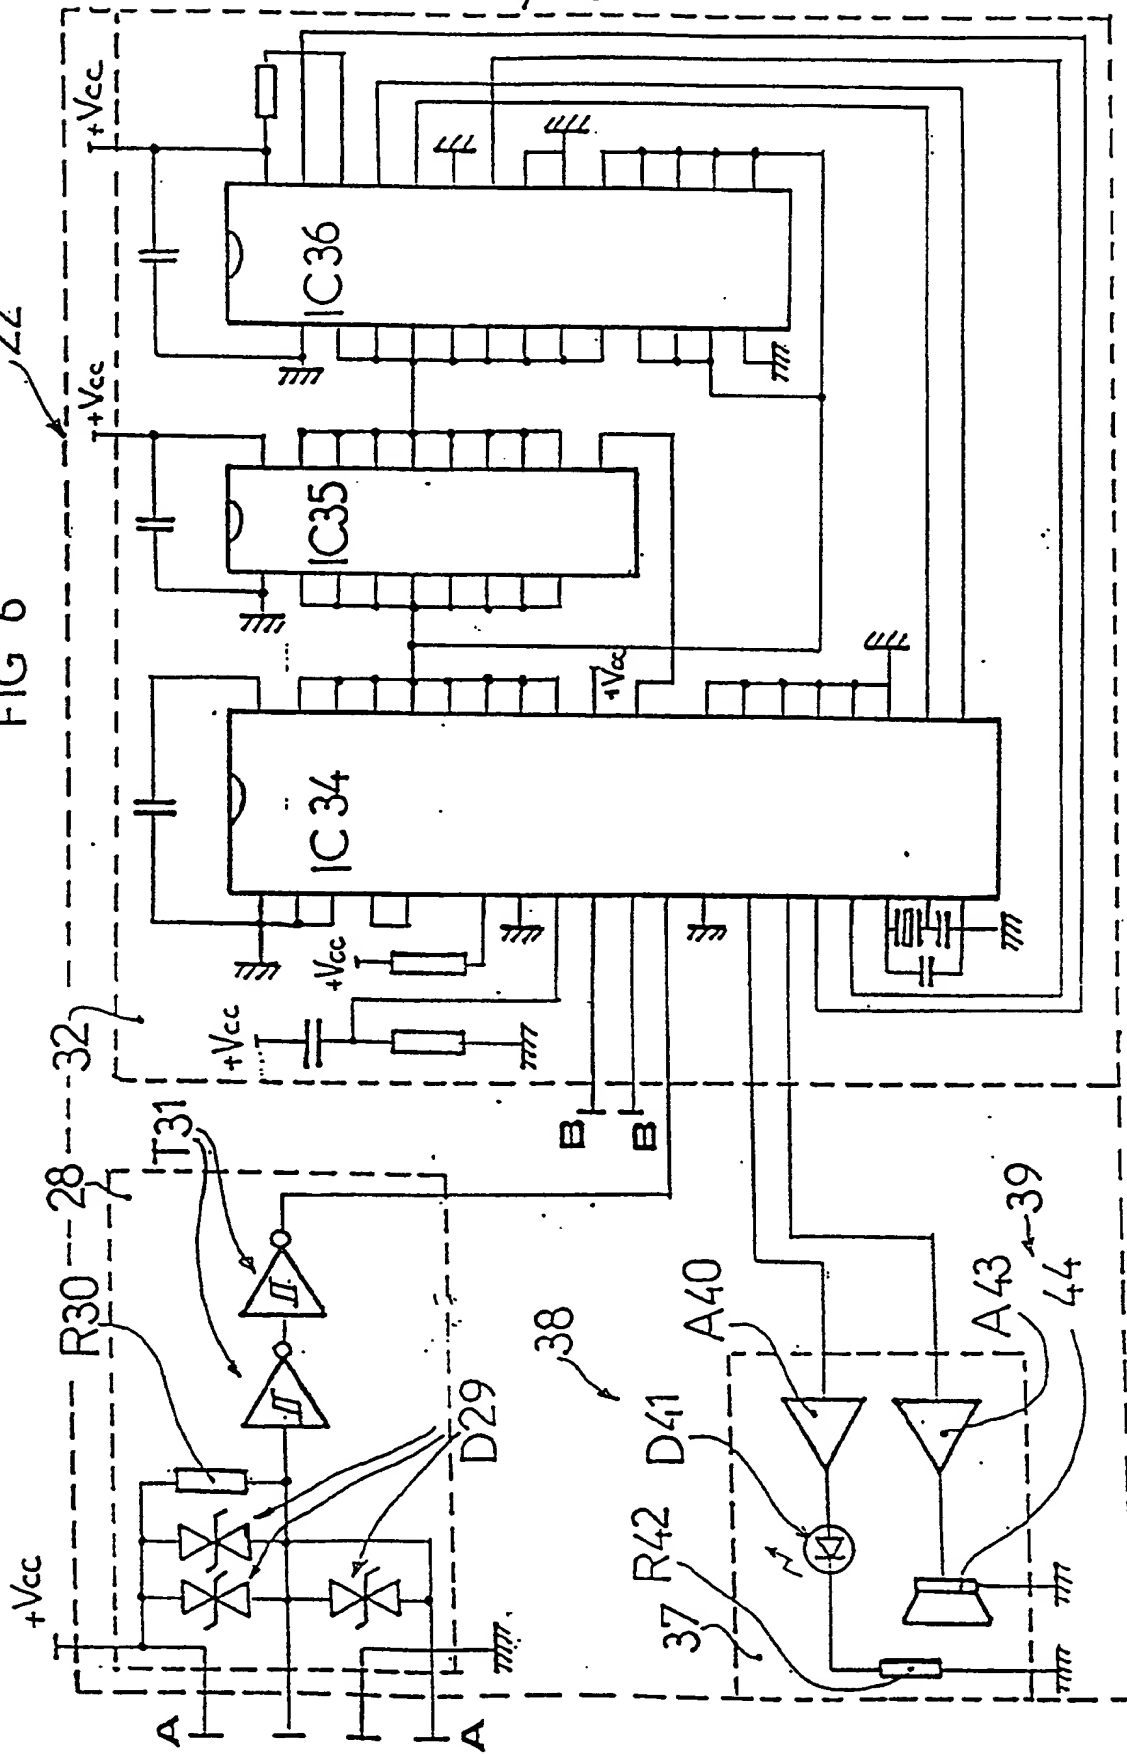 FIG 6
22
+Vcc
+Vcc
IC36
IC35
+Vcc
IC34
+Vcc
+Vcc
32
28
T31
R30
D29
+Vcc
A
A
B
B
38
A40
D41
R42
37
A43
39
44